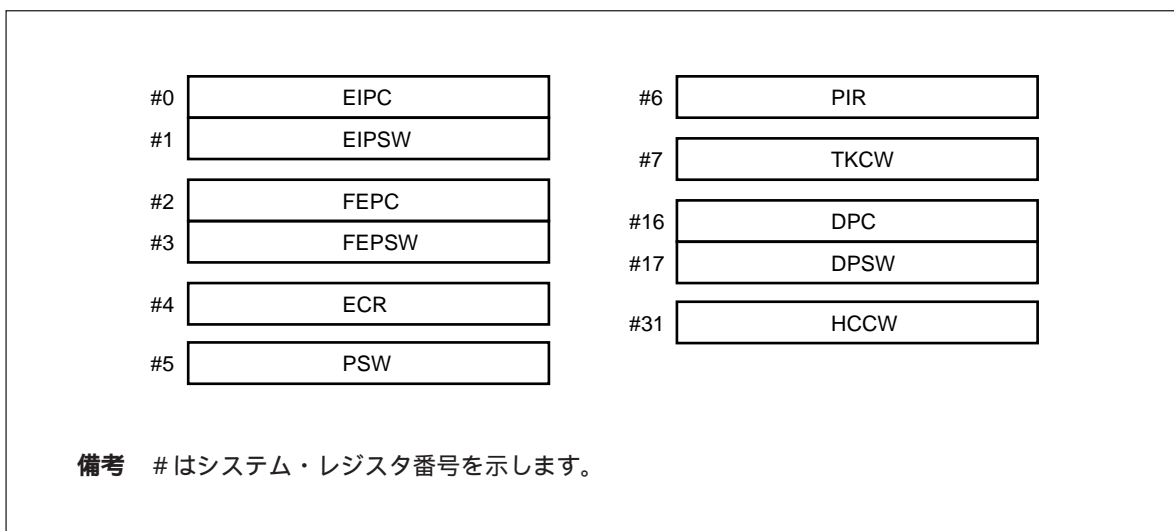 #0 EIPC
#1 EIPSW
#2 FEPC
#3 FEPSW
#4 ECR
#5 PSW
#6 PIR
#7 TKCW
#16 DPC
#17 DPSW
#31 HCCW
備考 #はシステム・レジスタ番号を示します。